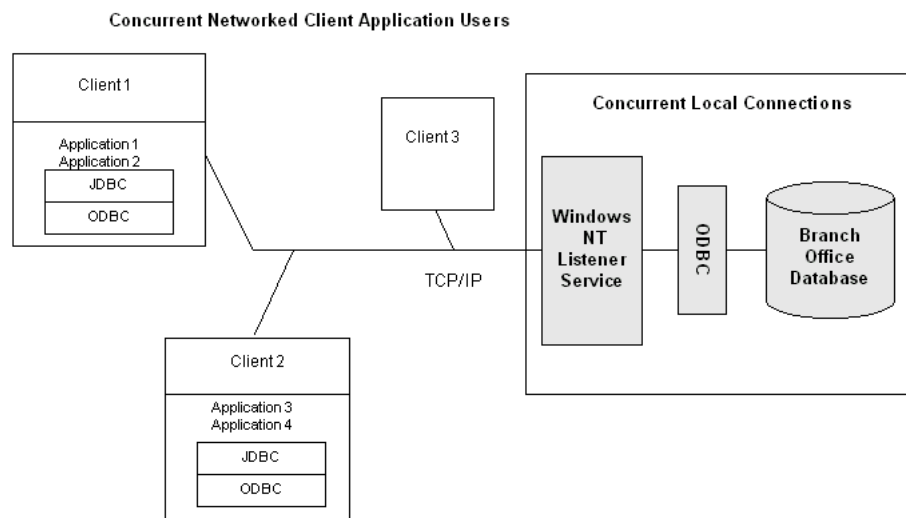 Concurrent Networked Client Application Users
Client 1
Application 1
Application 2
JDBC
ODBC
Client 3
Concurrent Local Connections
Windows
NT
Listener
Service
ODBC
Branch
Office
Database
TCP/IP
Client 2
Application 3
Application 4
JDBC
ODBC